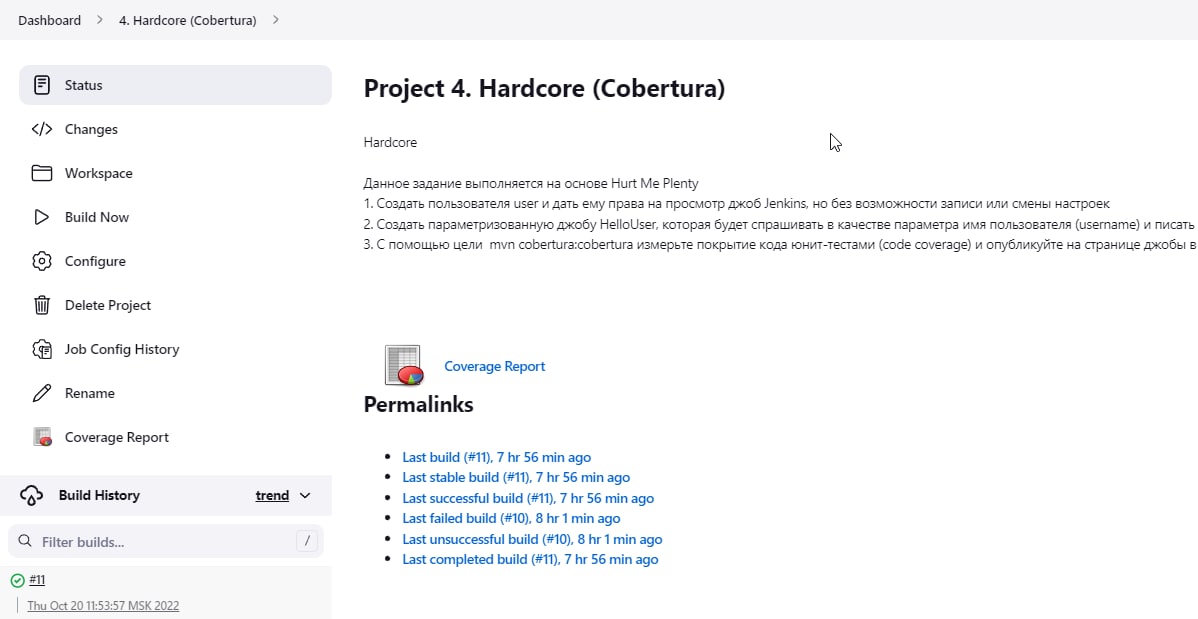 Dashboard
4. Hardcore (Cobertura)
Status
Changes
Workspace
Build Now
Configure
Delete Project
Job Config History
Rename
Coverage Report
Build History
trend
Filter builds...
/
#11
Thu Oct 20 11:53:57 MSK 2022
Project 4. Hardcore (Cobertura)
Hardcore
Данное задание выполняется на основе Hurt Me Plenty
1. Создать пользователя user и дать ему права на просмотр джоб Jenkins, но без возможности записи или смены настроек
2. Создать параметризованную джобу HelloUser, которая будет спрашивать в качестве параметра имя пользователя (username) и писать
3. С помощью цели  mvn cobertura:cobertura измерьте покрытие кода юнит-тестами (code coverage) и опубликуйте на странице джобы в
Coverage Report
Permalinks
Last build (#11), 7 hr 56 min ago
Last stable build (#11), 7 hr 56 min ago
Last successful build (#11), 7 hr 56 min ago
Last failed build (#10), 8 hr 1 min ago
Last unsuccessful build (#10), 8 hr 1 min ago
Last completed build (#11), 7 hr 56 min ago